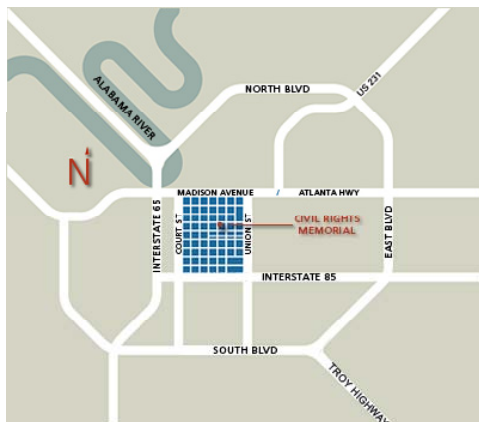 ALABAMA RIVER
NORTH BLVD
US 231
N
MADISON AVENUE / ATLANTA HWY
INTERSTATE 65
COURT ST
UNION ST
CIVIL RIGHTS
MEMORIAL
EAST BLVD
INTERSTATE 85
SOUTH BLVD
TROY HIGHWAY